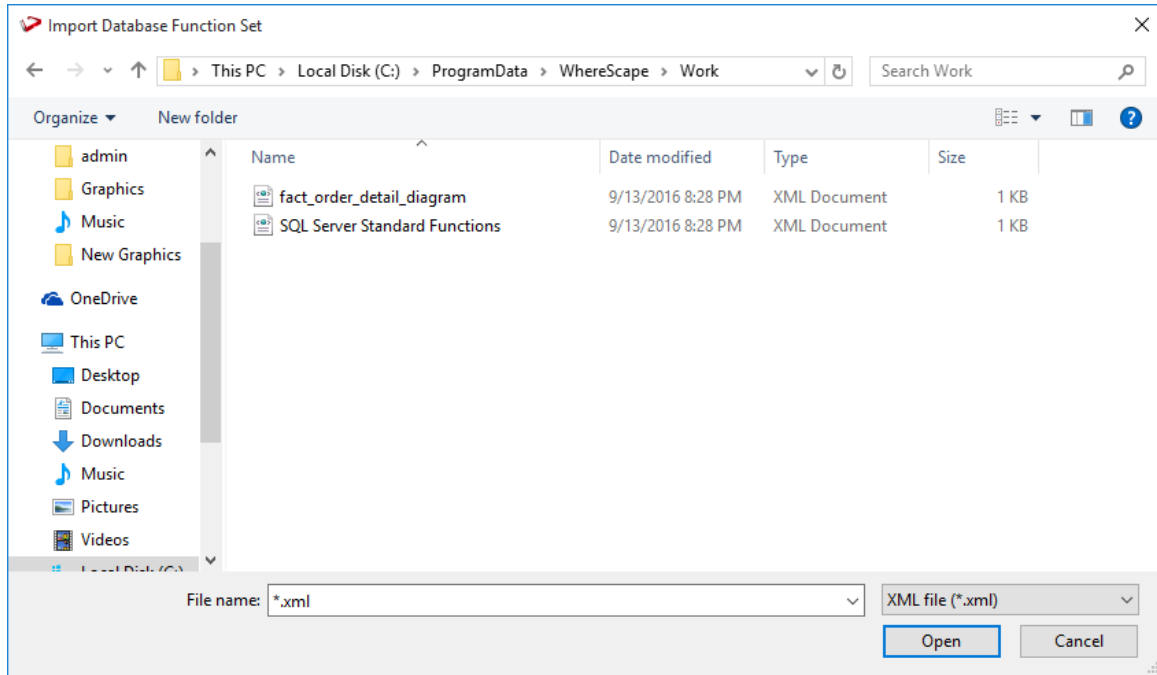 Import Database Function Set
This PC > Local Disk (C:) > ProgramData > WhereScape > Work
Search Work
Organize
New folder
Name
Date modified
Type
Size
fact_order_detail_diagram 9/13/2016 8:28 PM XML Document 1 KB
SQL Server Standard Functions 9/13/2016 8:28 PM XML Document 1 KB
admin
Graphics
Music
New Graphics
OneDrive
This PC
Desktop
Documents
Downloads
Music
Pictures
Videos
Local Disk (C:)
File name: *.xml
XML file (*.xml)
Open
Cancel